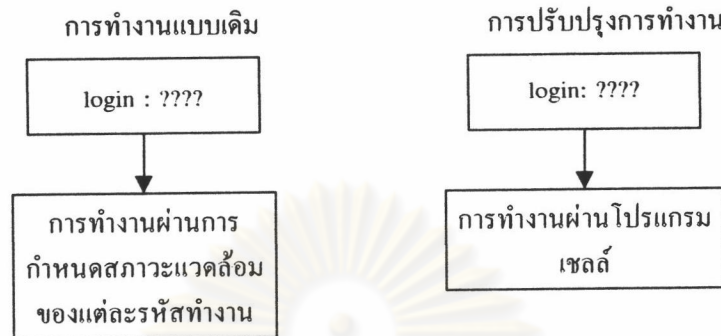 การทำงานแบบเดิม
login : ????
การทำงานผ่านการ
กำหนดสภาวะแวดล้อม
ของแต่ละรหัสทำงาน
การปรับปรุงการทำงาน
login: ????
การทำงานผ่านโปรแกรม
เชลล์